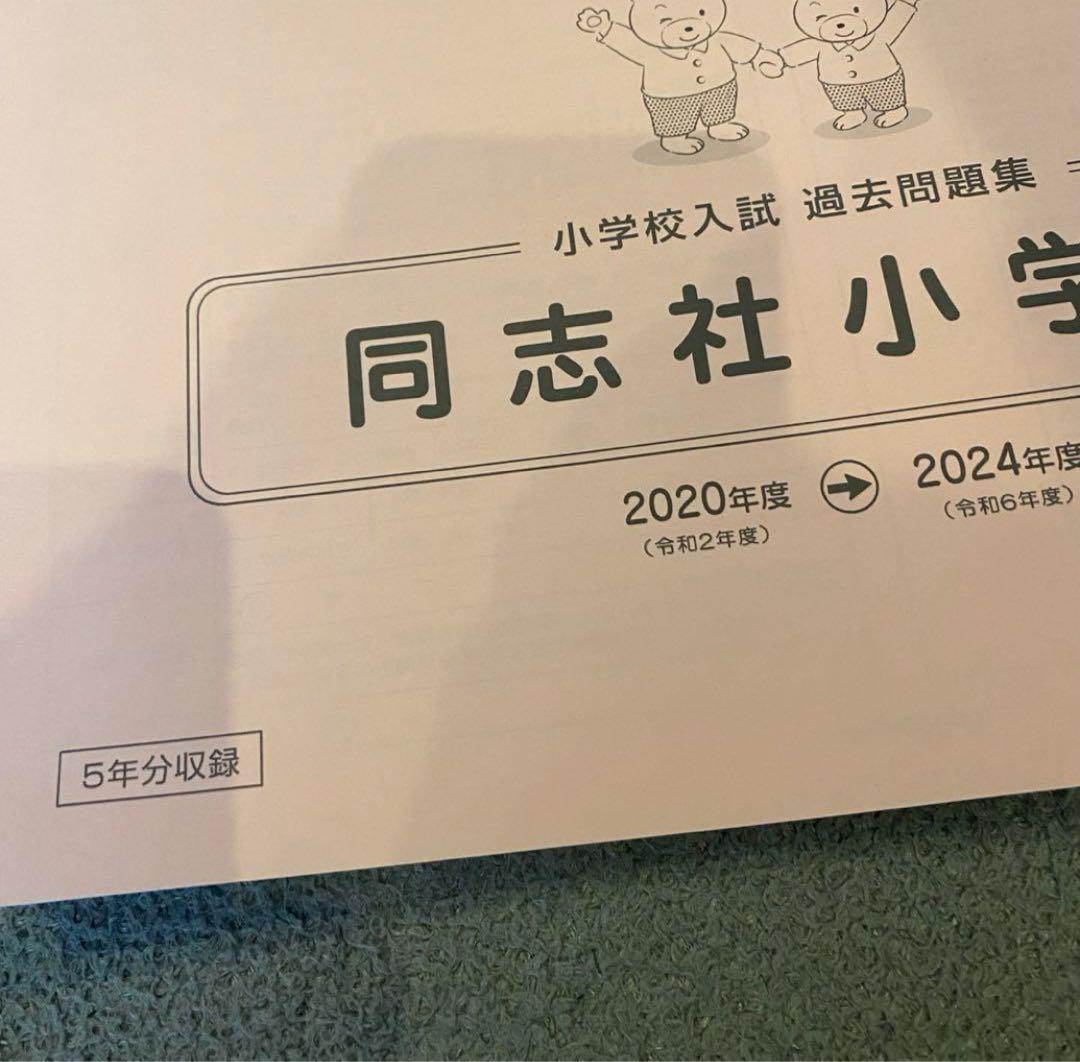 小学校入試 過去問題集
同志社小学
2020年度 → 2024年度
(令和2年度) (令和6年度)
5年分収録